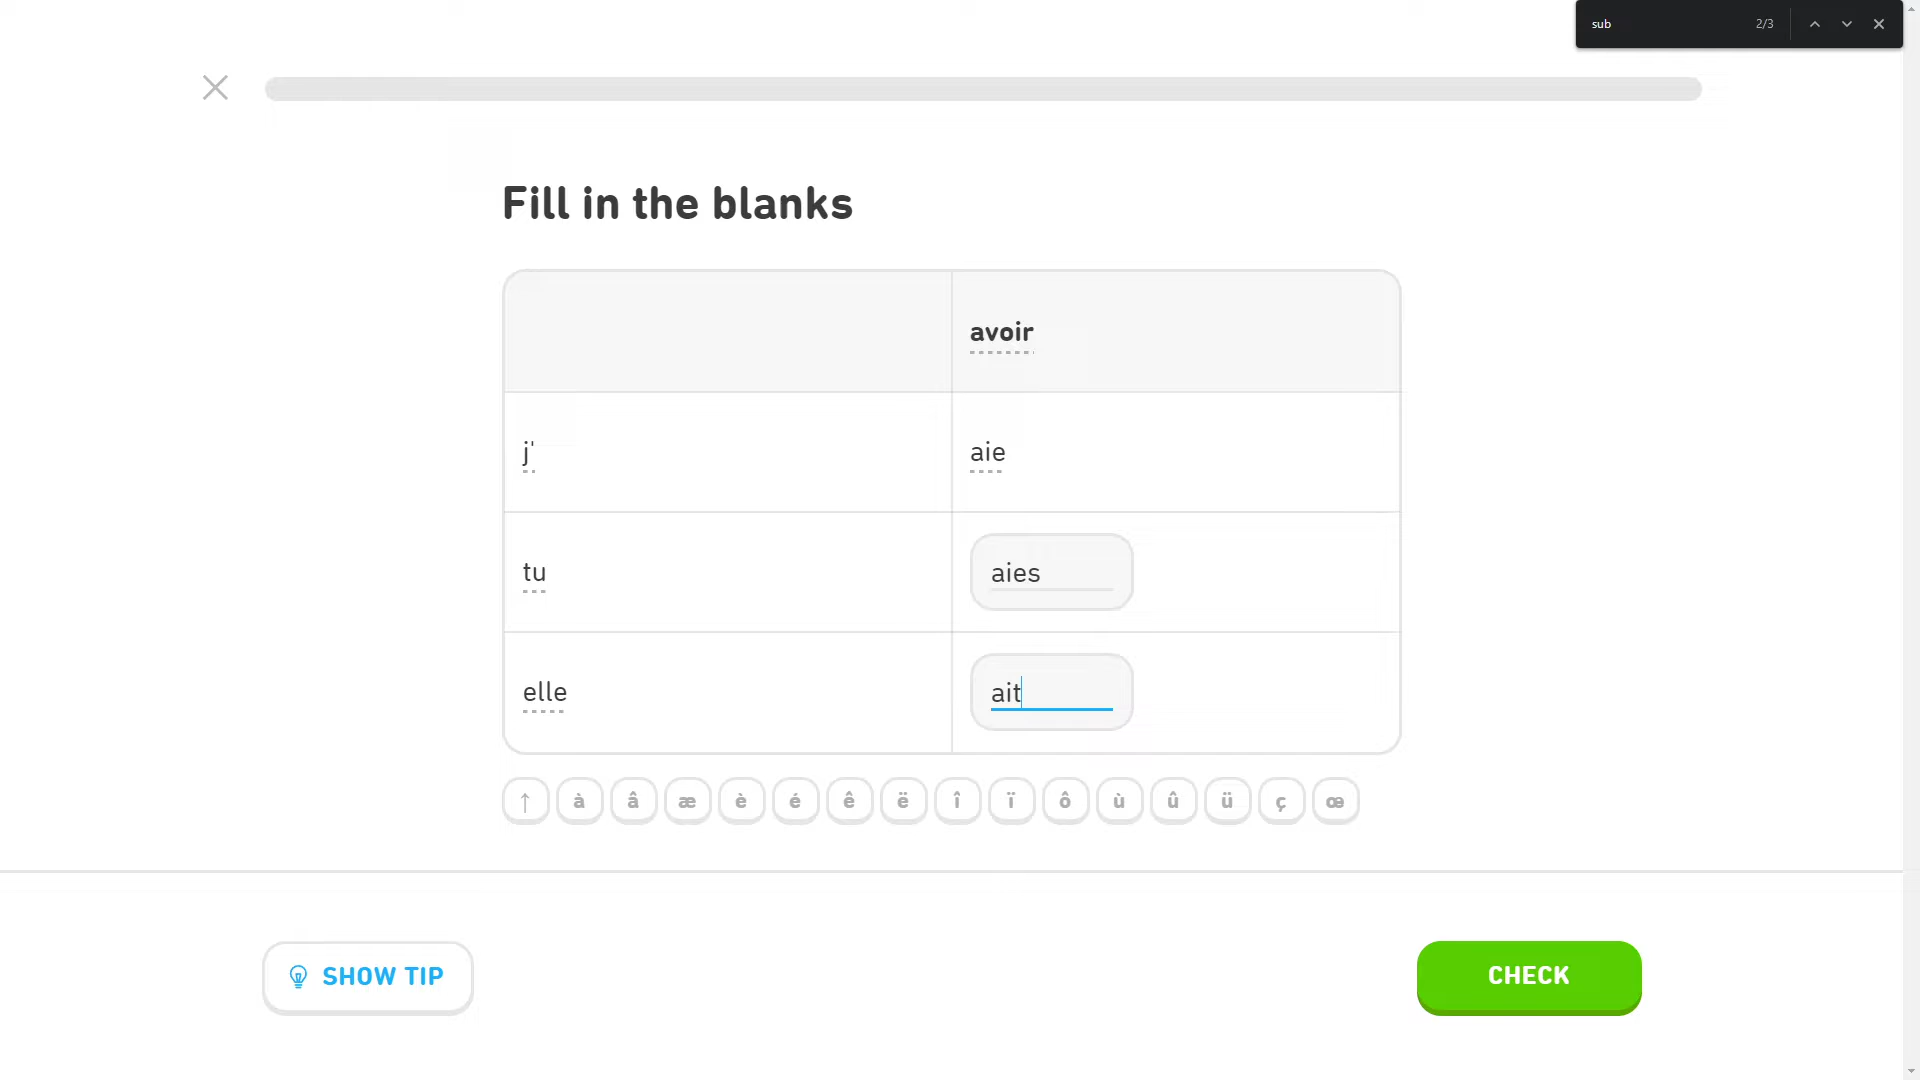 sub 2/3
Fill in the blanks
avoir
j' aie
tu aies
elle ait
↑ à â æ è é ê ë î ï ô ù û ü ç œ
SHOW TIP CHECK